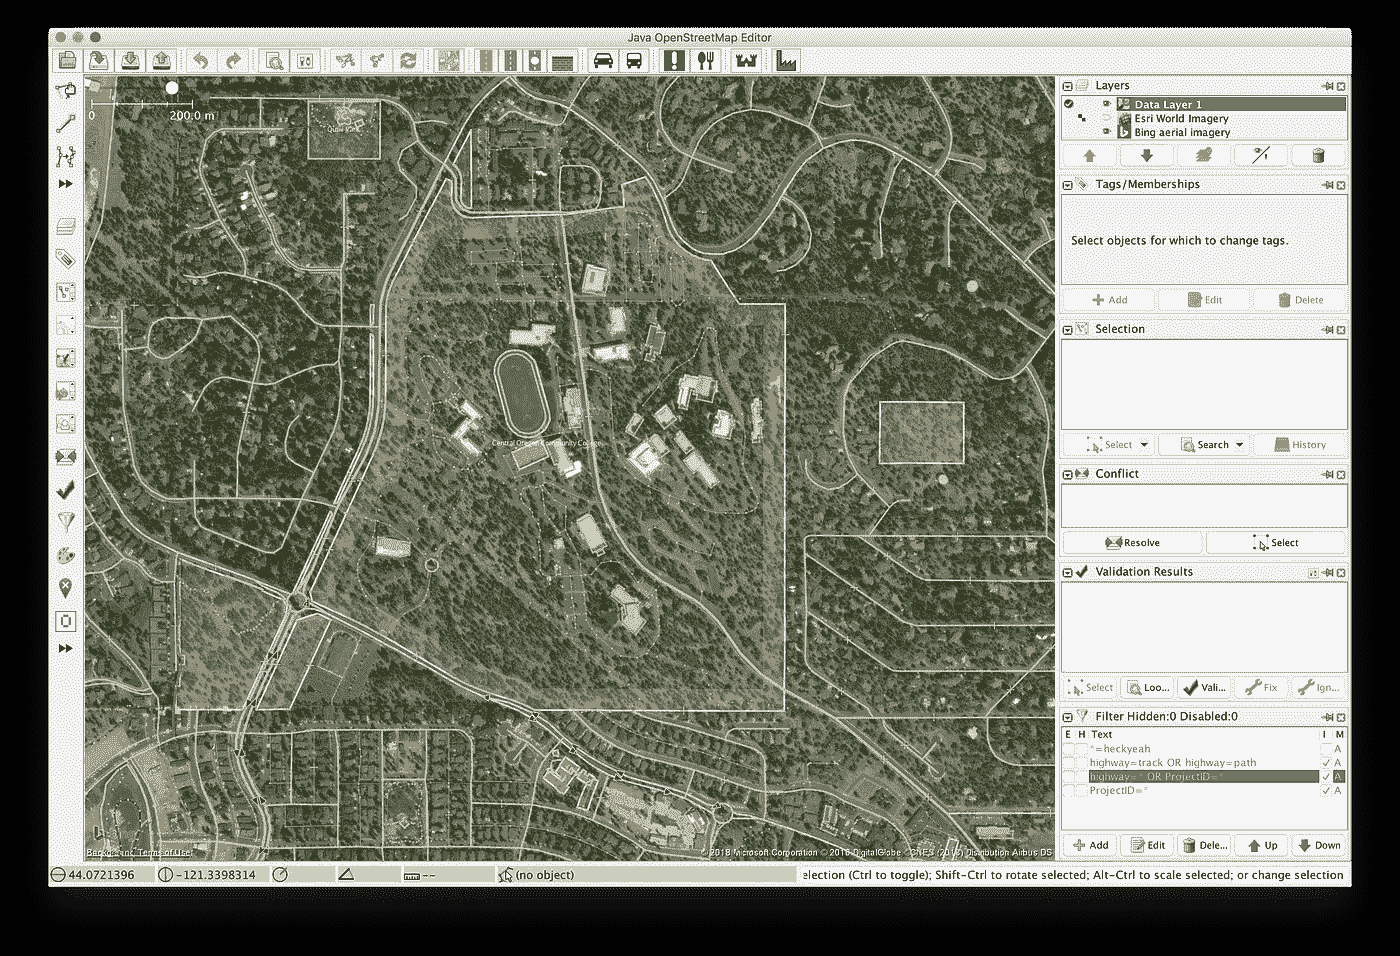 Java OpenStreetMap Editor
0 200.0 m
Central Oregon Community College
Background Terms of Use
© 2018 Microsoft Corporation © 2018 DigitalGlobe © CNES (2018) Distribution Airbus DS
Layers
Data Layer 1
Esri World Imagery
Bing aerial imagery
Tags/Memberships
Select objects for which to change tags.
Add Edit Delete
Selection
Select Search History
Conflict
Resolve Select
Validation Results
Select Loo... Vali... Fix Ign...
Filter Hidden:0 Disabled:0
E H Text I M
*=heckyeah A
highway=track OR highway=path A
highway=* OR ProjectID=* A
ProjectID=* A
Add Edit Dele... Up Down
44.0721396 -121.3398314 -- (no object) election (Ctrl to toggle); Shift-Ctrl to rotate selected; Alt-Ctrl to scale selected; or change selection